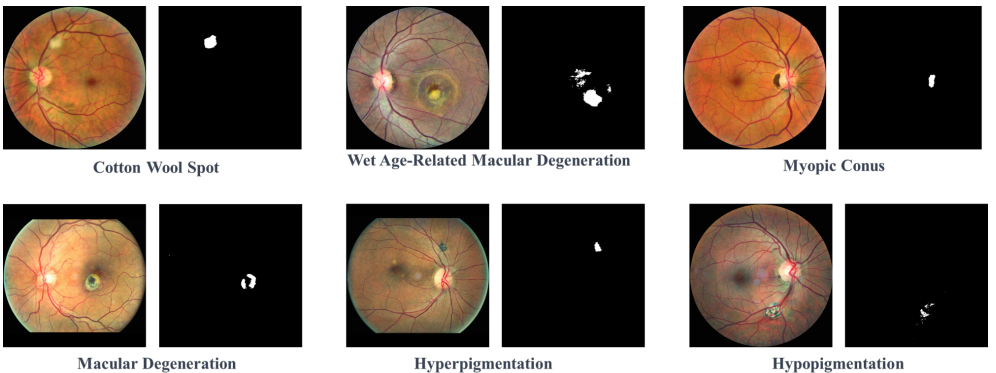 Cotton Wool Spot
Wet Age-Related Macular Degeneration
Myopic Conus
Macular Degeneration
Hyperpigmentation
Hypopigmentation